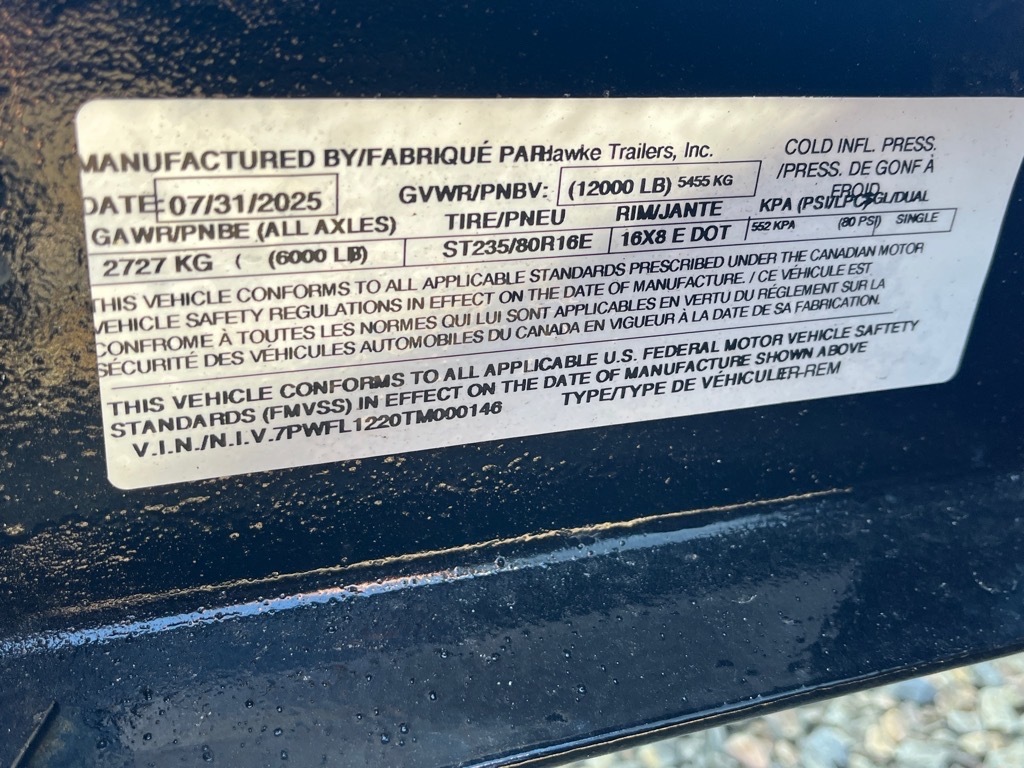 MANUFACTURED BY/FABRIQUÉ PAR Hawke Trailers, Inc.
COLD INFL. PRESS.
/PRESS. DE GONF À
FROID
DATE: 07/31/2025
GVWR/PNBV: (12000 LB) 5455 KG
GAWR/PNBE (ALL AXLES)
TIRE/PNEU
RIM/JANTE
KPA (PSI/LPC) SGL/DUAL
2727 KG ( (6000 LB)
ST235/80R16E
16X8 E DOT
552 KPA (80 PSI) SINGLE
THIS VEHICLE CONFORMS TO ALL APPLICABLE STANDARDS PRESCRIBED UNDER THE CANADIAN MOTOR
VEHICLE SAFETY REGULATIONS IN EFFECT ON THE DATE OF MANUFACTURE. / CE VÉHICULE EST
CONFROME À TOUTES LES NORMES QUI LUI SONT APPLICABLES EN VERTU DU RÉGLEMENT SUR LA
SÉCURITÉ DES VÉHICULES AUTOMOBILES DU CANADA EN VIGUEUR À LA DATE DE SA FABRICATION.
THIS VEHICLE CONFORMS TO ALL APPLICABLE U.S. FEDERAL MOTOR VEHICLE SAFETY
STANDARDS (FMVSS) IN EFFECT ON THE DATE OF MANUFACTURE SHOWN ABOVE
V.I.N./N.I.V.7PWFL1220TM000146
TYPE/TYPE DE VÉHICULER-REM